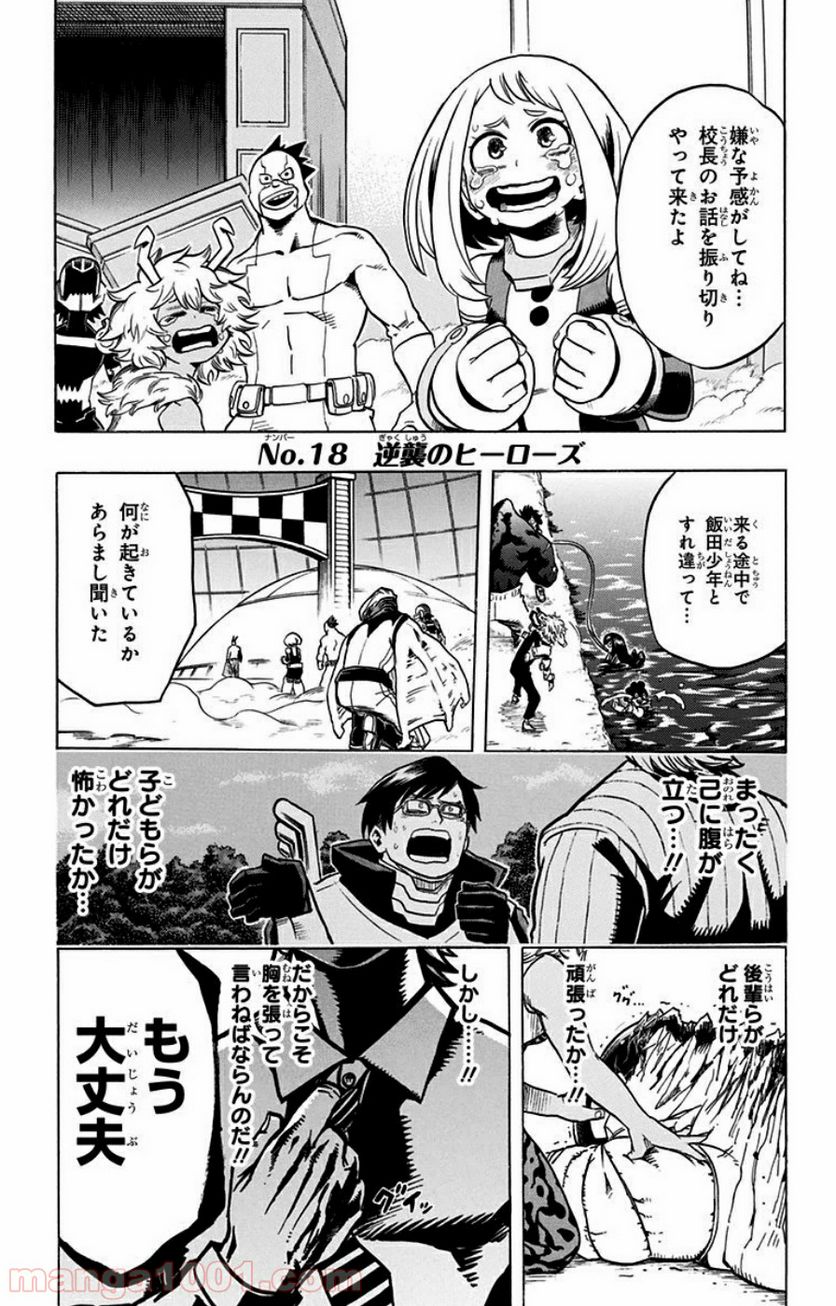 嫌な予感がしてね…
校長のお話を振り切り
やって来たよ
No.18 逆襲のヒーローズ
来る途中で
飯田少年と
すれ違って…
何が起きているか
あらまし聞いた
まったく
己に腹が
立つ…!!
子どもらが
どれだけ
怖かったか…
後輩らが
どれだけ
頑張ったか…
ググ…
しかし……!!
だからこそ
胸を張って
言わねばならんのだ!!
グイッ
もう
大丈夫
manga1001.com